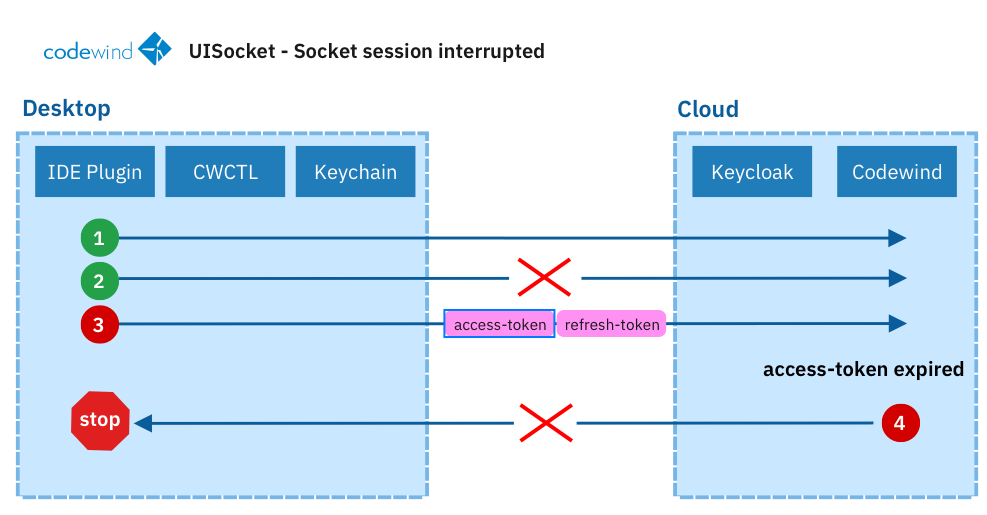 codewind UISocket - Socket session interrupted
Desktop
Cloud
IDE Plugin
CWCTL
Keychain
Keycloak
Codewind
1
2
3
access-token
refresh-token
access-token expired
stop
4